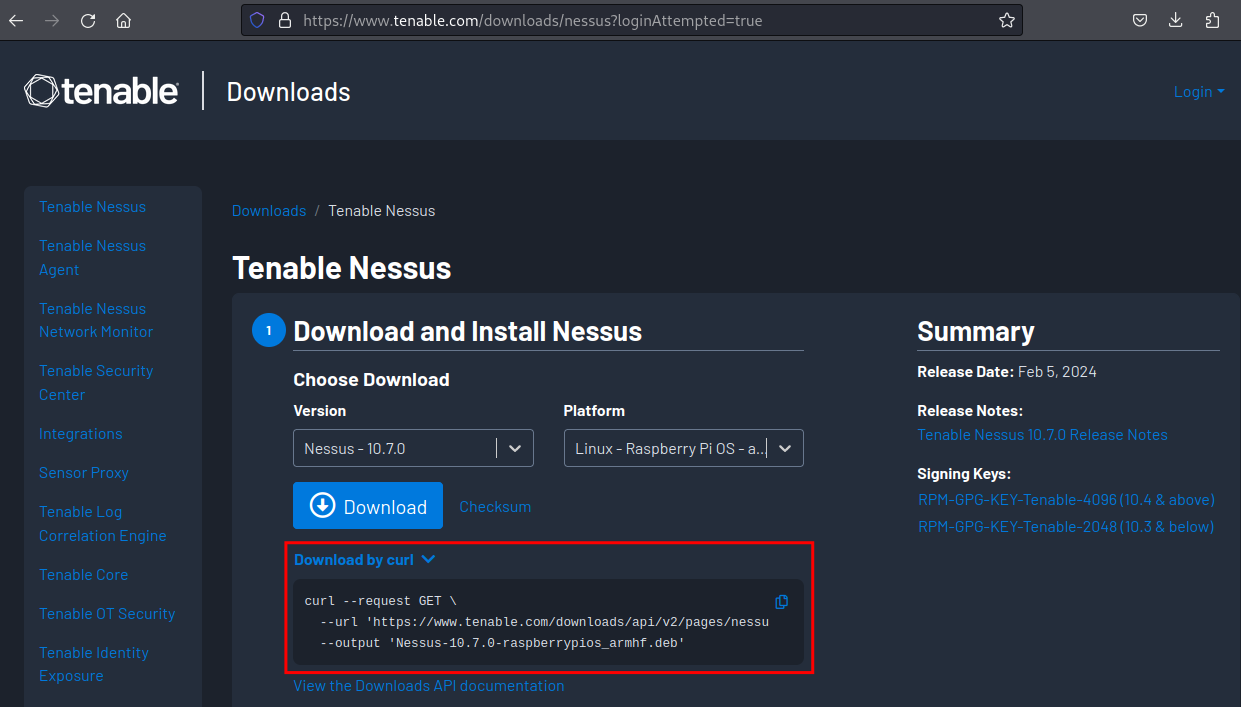 https://www.tenable.com/downloads/nessus?loginAttempted=true
tenable
Downloads
Login
Tenable Nessus
Tenable Nessus
Agent
Tenable Nessus
Network Monitor
Tenable Security
Center
Integrations
Sensor Proxy
Tenable Log
Correlation Engine
Tenable Core
Tenable OT Security
Tenable Identity
Exposure
Downloads / Tenable Nessus
Tenable Nessus
1 Download and Install Nessus
Choose Download
Version
Platform
Nessus - 10.7.0
Linux - Raspberry Pi OS - a...
Download
Checksum
Download by curl
curl --request GET \
--url 'https://www.tenable.com/downloads/api/v2/pages/nessu
--output 'Nessus-10.7.0-raspberrypios_armhf.deb'
View the Downloads API documentation
Summary
Release Date: Feb 5, 2024
Release Notes:
Tenable Nessus 10.7.0 Release Notes
Signing Keys:
RPM-GPG-KEY-Tenable-4096 (10.4 & above)
RPM-GPG-KEY-Tenable-2048 (10.3 & below)